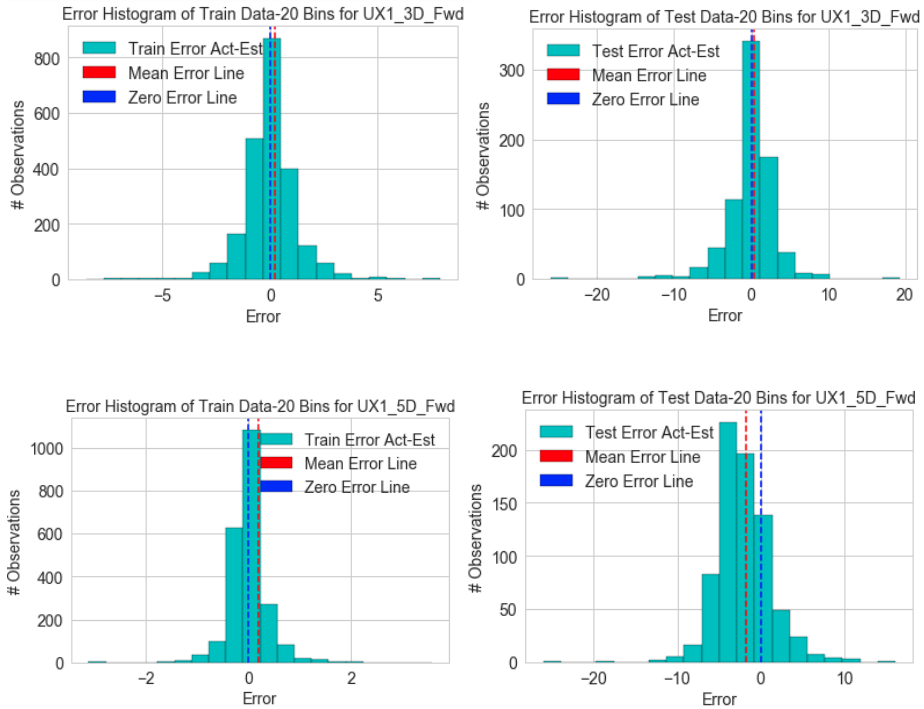 Error Histogram of Train Data-20 Bins for UX1_3D_Fwd
Train Error Act-Est
Mean Error Line
Zero Error Line
# Observations
800
600
400
200
0
−5
0
5
Error
Error Histogram of Test Data-20 Bins for UX1_3D_Fwd
Test Error Act-Est
Mean Error Line
Zero Error Line
# Observations
300
200
100
0
−20
−10
0
10
20
Error
Error Histogram of Train Data-20 Bins for UX1_5D_Fwd
Train Error Act-Est
Mean Error Line
Zero Error Line
# Observations
1000
800
600
400
200
0
−2
0
2
Error
Error Histogram of Test Data-20 Bins for UX1_5D_Fwd
Test Error Act-Est
Mean Error Line
Zero Error Line
# Observations
200
150
100
50
0
−20
−10
0
10
Error